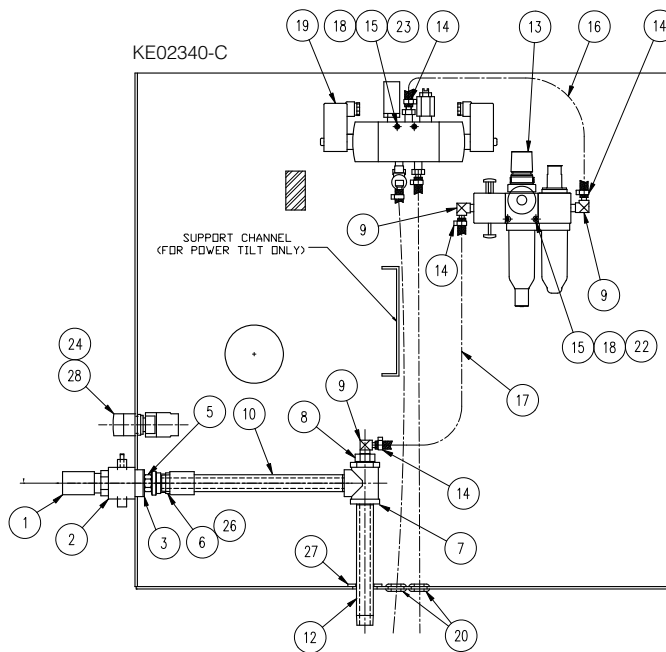 19 18 15 23 14 13 16 14
KE02340-C
9
SUPPORT CHANNEL
(FOR POWER TILT ONLY)
14
9
24
15 18 22
28
5 10 9 8 17
14
1 2 3 6 26 7
27
12 20